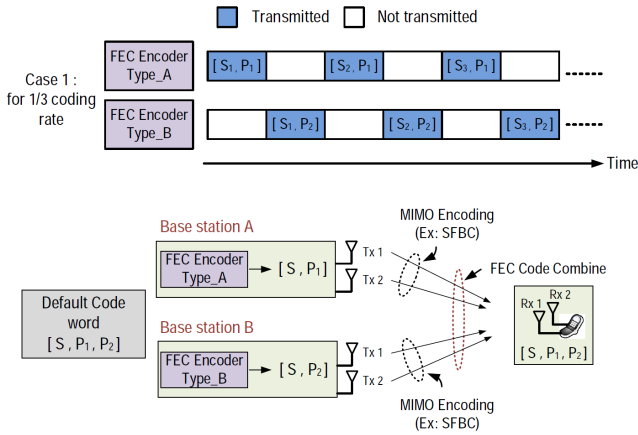 Transmitted
Not transmitted
Case 1 :
for 1/3 coding
rate
FEC Encoder
Type_A
[ S1, P1 ]
[ S2, P1 ]
[ S3, P1 ]
FEC Encoder
Type_B
[ S1, P2 ]
[ S2, P2 ]
[ S3, P2 ]
Time
Default Code
word
[ S , P1, P2 ]
Base station A
FEC Encoder
Type_A
[ S , P1 ]
Tx 1
Tx 2
Base station B
FEC Encoder
Type_B
[ S , P2 ]
Tx 1
Tx 2
MIMO Encoding
(Ex: SFBC)
FEC Code Combine
MIMO Encoding
(Ex: SFBC)
Rx 1
Rx 2
[ S, P1, P2 ]